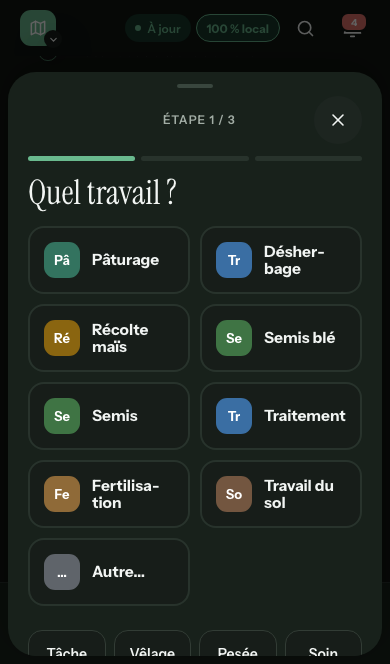 À jour
100 % local
4
ÉTAPE 1 / 3
Quel travail ?
Pâ
Pâturage
Tr
Désher-
bage
Ré
Récolte
maïs
Se
Semis blé
Se
Semis
Tr
Traitement
Fe
Fertilisa-
tion
So
Travail du
sol
...
Autre...
Tâche
Vêlage
Pesée
Soin